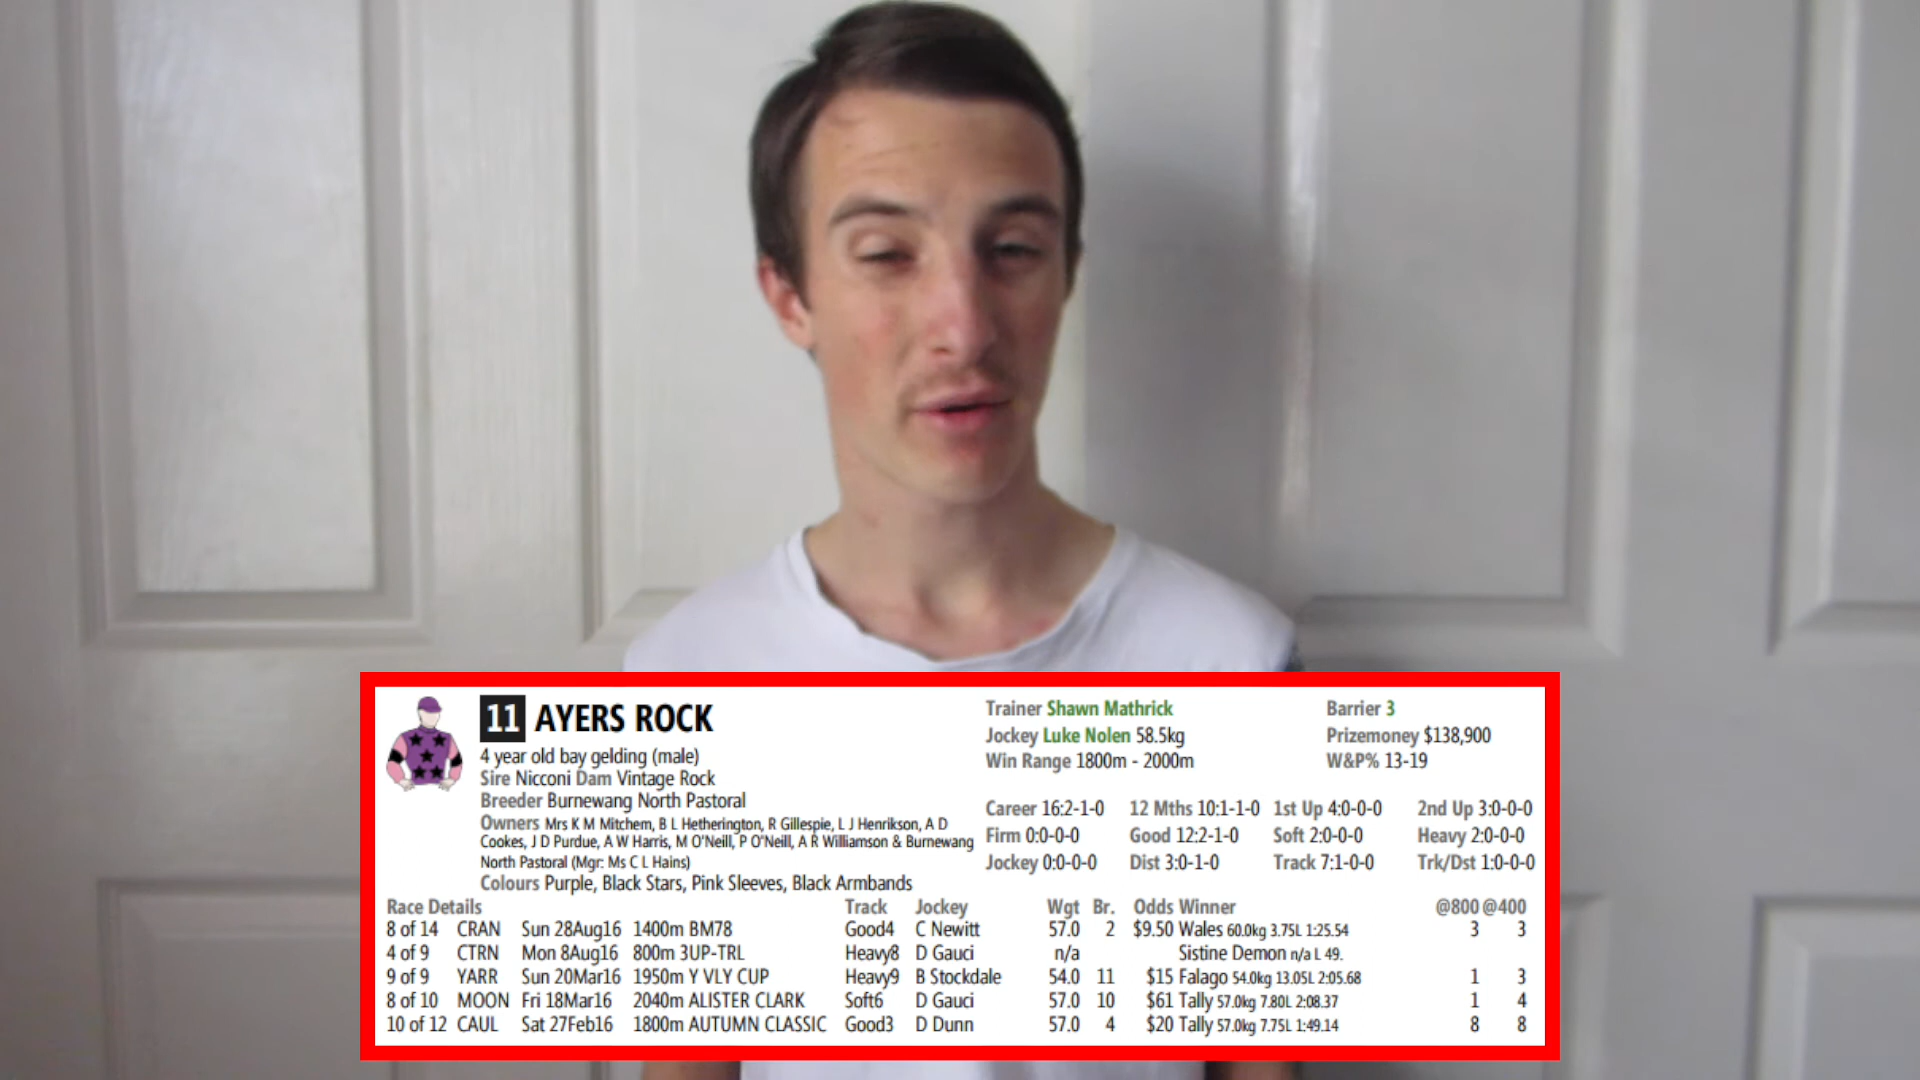 11 AYERS ROCK
4 year old bay gelding (male)
Sire Nicconi Dam Vintage Rock
Breeder Burnewang North Pastoral
Owners Mrs K M Mitchem, B L Hetherington, R Gillespie, L J Henrikson, A D
Cookes, J D Purdue, A W Harris, M O'Neill, P O'Neill, A R Williamson & Burnewang
North Pastoral (Mgr: Ms C L Hains)
Colours Purple, Black Stars, Pink Sleeves, Black Armbands
Trainer Shawn Mathrick Barrier 3
Jockey Luke Nolen 58.5kg Prizemoney $138,900
Win Range 1800m - 2000m W&P% 13-19
Career 16:2-1-0 12 Mths 10:1-1-0 1st Up 4:0-0-0 2nd Up 3:0-0-0
Firm 0:0-0-0 Good 12:2-1-0 Soft 2:0-0-0 Heavy 2:0-0-0
Jockey 0:0-0-0 Dist 3:0-1-0 Track 7:1-0-0 Trk/Dst 1:0-0-0
Race Details Track Jockey Wgt Br. Odds Winner @800 @400
8 of 14 CRAN Sun 28Aug16 1400m BM78 Good4 C Newitt 57.0 2 $9.50 Wales 60.0kg 3.75L 1:25.54 3 3
4 of 9 CTRN Mon 8Aug16 800m 3UP-TRL Heavy8 D Gauci n/a Sistine Demon n/a L 49.
9 of 9 YARR Sun 20Mar16 1950m Y VLY CUP Heavy9 B Stockdale 54.0 11 $15 Falago 54.0kg 13.05L 2:05.68 1 3
8 of 10 MOON Fri 18Mar16 2040m ALISTER CLARK Soft6 D Gauci 57.0 10 $61 Tally 57.0kg 7.80L 2:08.37 1 4
10 of 12 CAUL Sat 27Feb16 1800m AUTUMN CLASSIC Good3 D Dunn 57.0 4 $20 Tally 57.0kg 7.75L 1:49.14 8 8